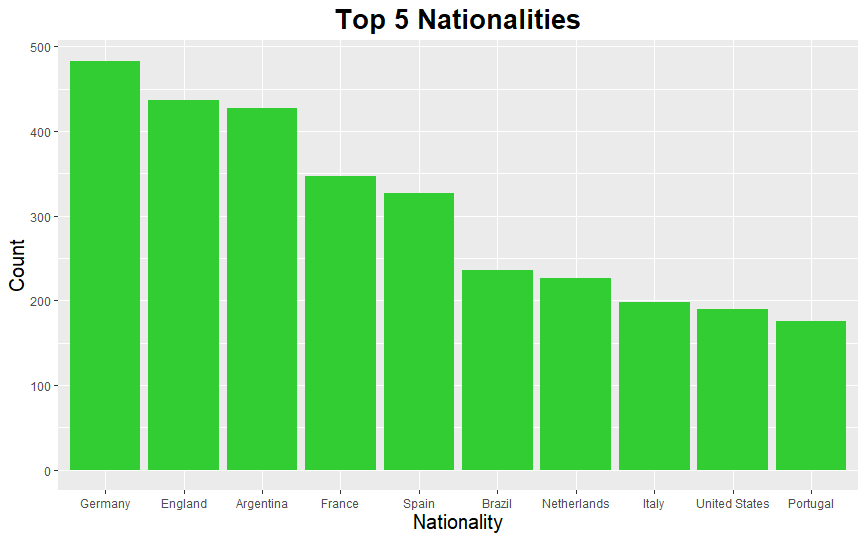 Top 5 Nationalities
500
400
300
200
100
0
Count
Germany England Argentina France Spain Brazil Netherlands Italy United States Portugal
Nationality